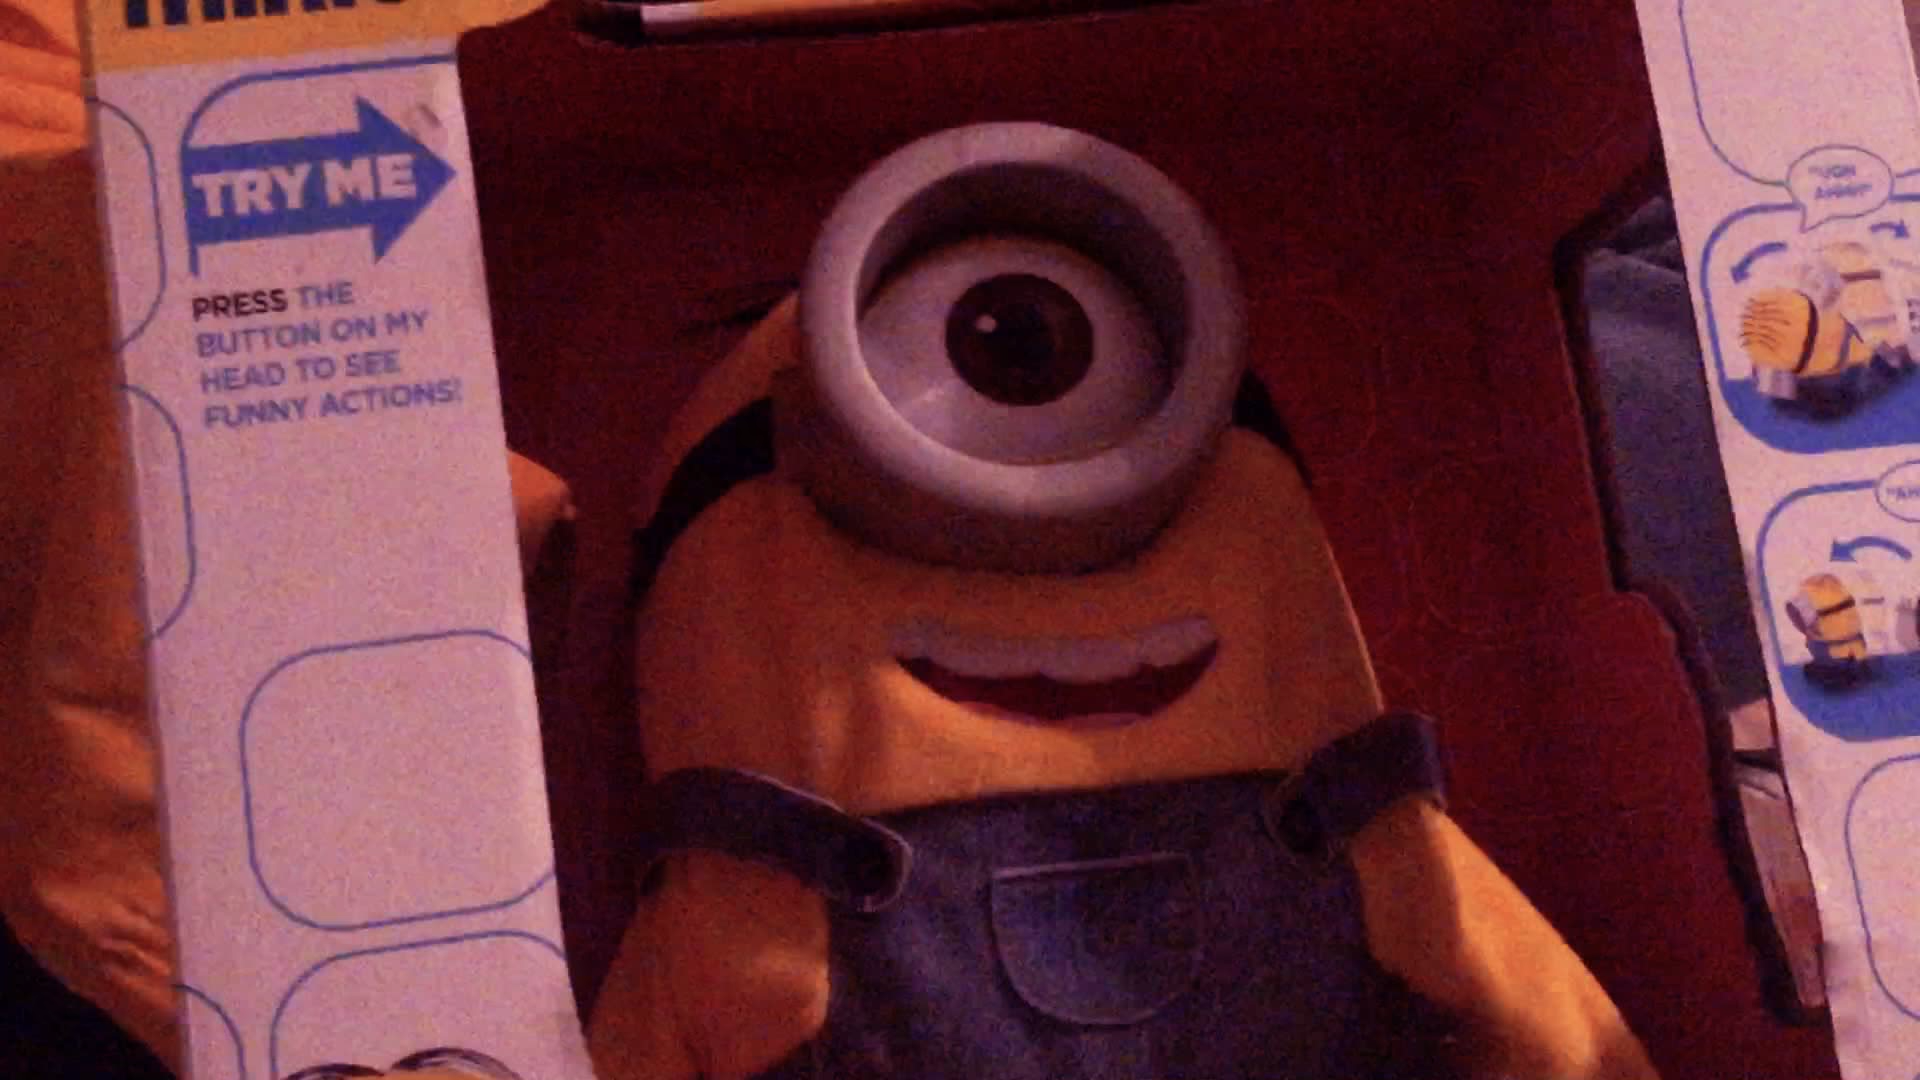 TRY ME
PRESS THE
BUTTON ON MY
HEAD TO SEE
FUNNY ACTIONS!